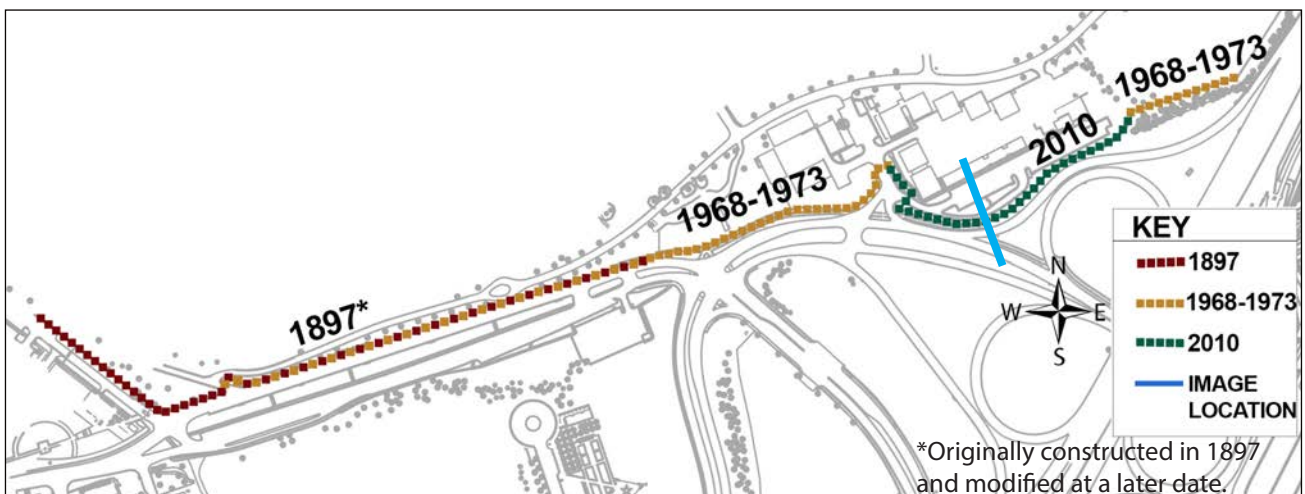 1968-1973
2010
1968-1973
1897*
KEY
1897
1968-1973
2010
IMAGE
LOCATION
N
W
E
S
*Originally constructed in 1897
and modified at a later date.